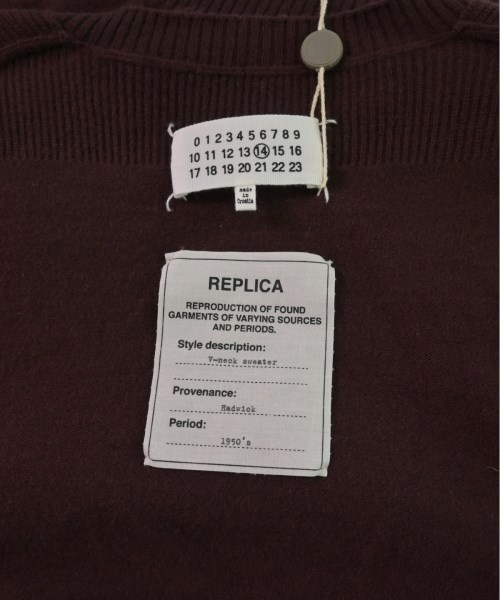 0 1 2 3 4 5 6 7 8 9
10 11 12 13 14 15 16
17 18 19 20 21 22 23
made
in
Croatia
REPLICA
REPRODUCTION OF FOUND
GARMENTS OF VARYING SOURCES
AND PERIODS.
Style description:
V-neck sweater
Provenance:
Hadwick
Period:
1950's